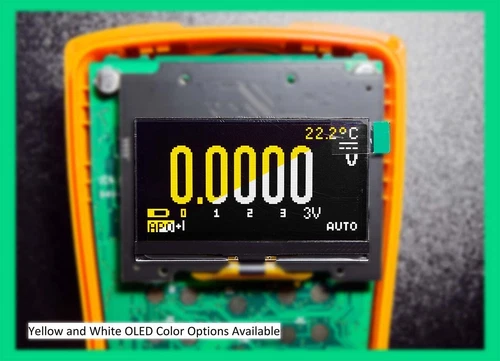 22.2°C
0.0000 V
0 1 2 3 3V
APO
AUTO
Yellow and White OLED Color Options Available